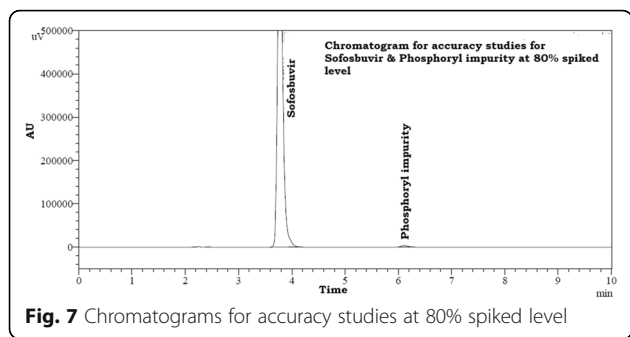 uV
500000
400000
300000
200000
100000
0
AU
Chromatogram for accuracy studies for
Sofosbuvir & Phosphoryl impurity at 80% spiked
level
Sofosbuvir
Phosphoryl impurity
0 1 2 3 4 5 6 7 8 9 10
Time
min
Fig. 7 Chromatograms for accuracy studies at 80% spiked level